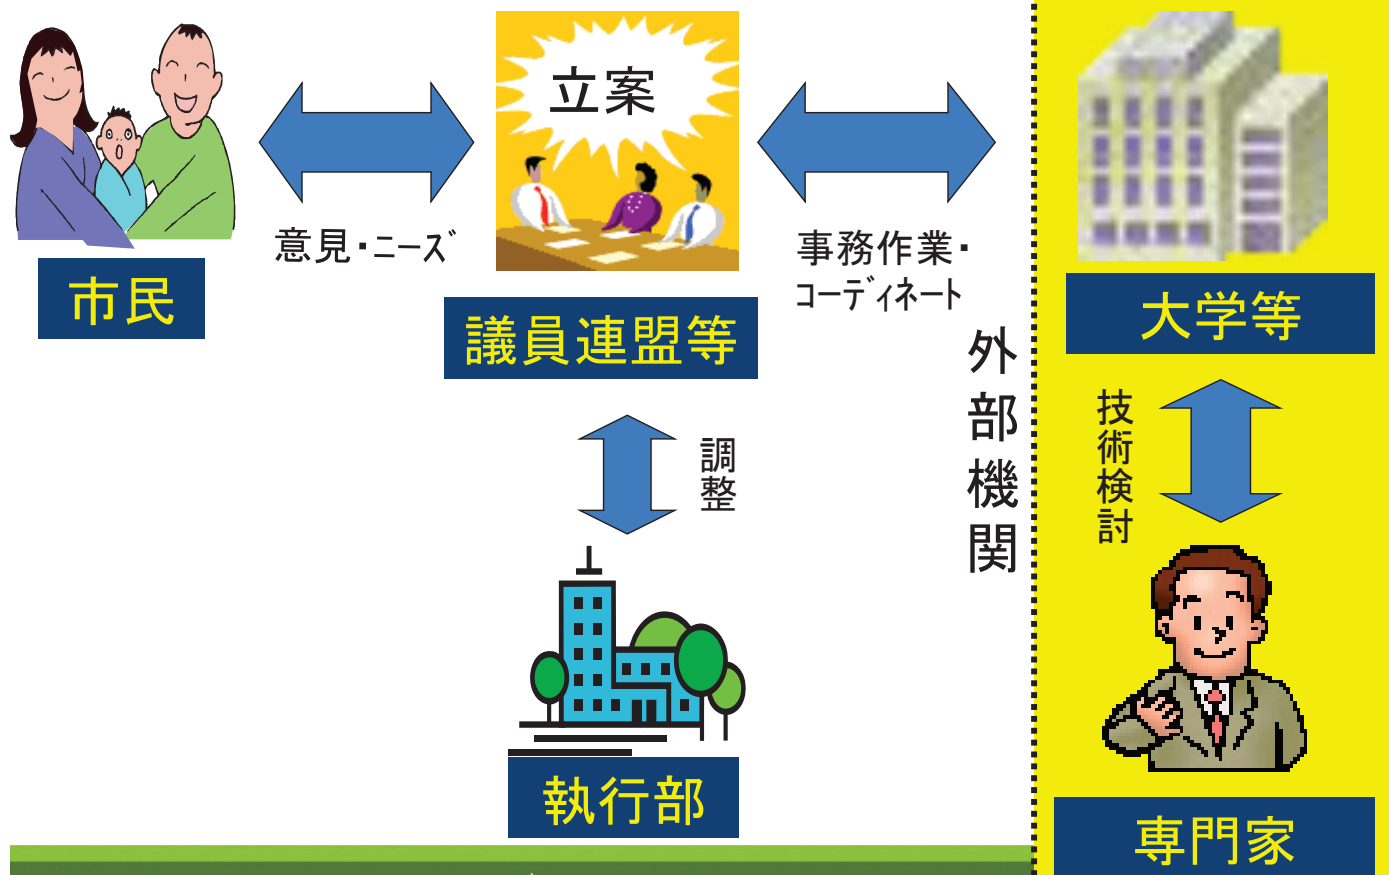 立案
意見・ニーズ
市民
議員連盟等
事務作業・
コーディネート
大学等
外部機関
調整
技術検討
執行部
専門家